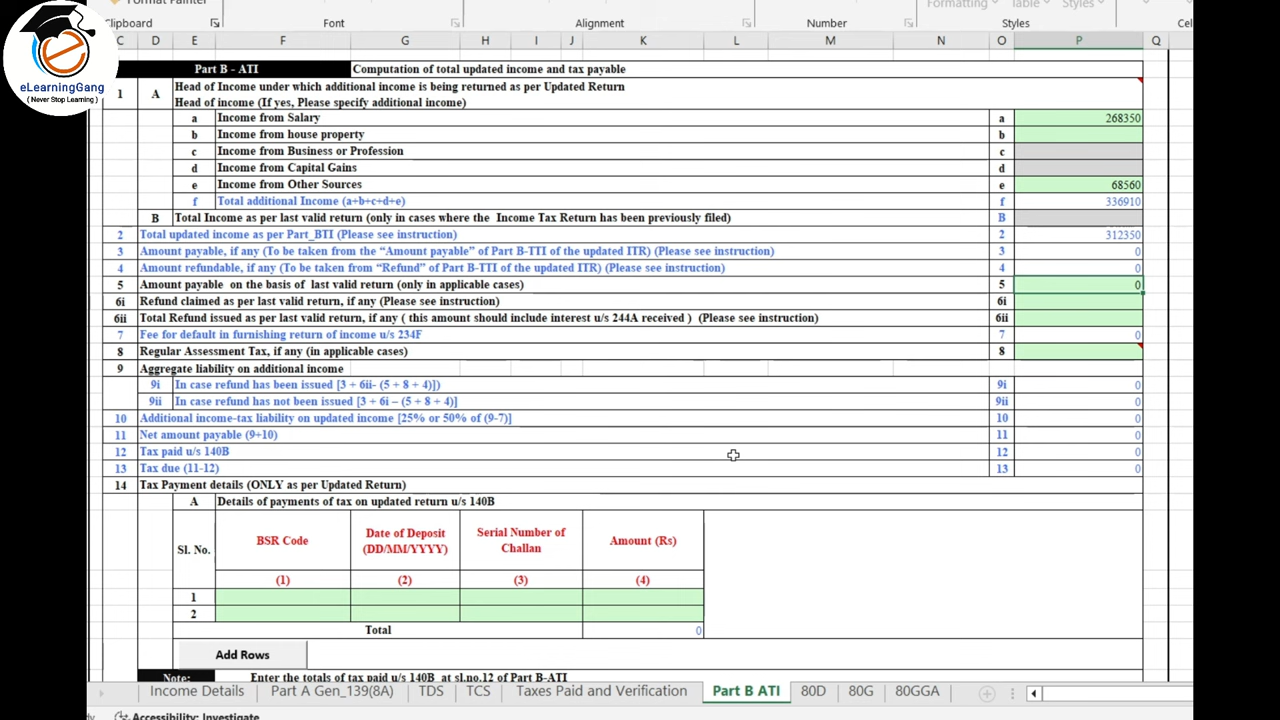 Format Painter
Formatting Table Styles
Clipboard Font Alignment Number Styles Cel
eLearningGang
( Never Stop Learning )
C D E F G H I J K L M N O P Q
Part B - ATI Computation of total updated income and tax payable
1 A Head of Income under which additional income is being returned as per Updated Return
Head of income (If yes, Please specify additional income)
a Income from Salary a 268350
b Income from house property b
c Income from Business or Profession c
d Income from Capital Gains d
e Income from Other Sources e 68560
f Total additional Income (a+b+c+d+e) f 336910
B Total Income as per last valid return (only in cases where the Income Tax Return has been previously filed) B
2 Total updated income as per Part_BTI (Please see instruction) 2 312350
3 Amount payable, if any (To be taken from the “Amount payable” of Part B-TTI of the updated ITR) (Please see instruction) 3 0
4 Amount refundable, if any (To be taken from “Refund” of Part B-TTI of the updated ITR) (Please see instruction) 4 0
5 Amount payable on the basis of last valid return (only in applicable cases) 5 0
6i Refund claimed as per last valid return, if any (Please see instruction) 6i
6ii Total Refund issued as per last valid return, if any ( this amount should include interest u/s 244A received ) (Please see instruction) 6ii
7 Fee for default in furnishing return of income u/s 234F 7 0
8 Regular Assessment Tax, if any (in applicable cases) 8
9 Aggregate liability on additional income
9i In case refund has been issued [3 + 6ii- (5 + 8 + 4)]) 9i 0
9ii In case refund has not been issued [3 + 6i – (5 + 8 + 4)] 9ii 0
10 Additional income-tax liability on updated income [25% or 50% of (9-7)] 10 0
11 Net amount payable (9+10) 11 0
12 Tax paid u/s 140B 12 0
13 Tax due (11-12) 13 0
14 Tax Payment details (ONLY as per Updated Return)
A Details of payments of tax on updated return u/s 140B
Sl. No. BSR Code Date of Deposit (DD/MM/YYYY) Serial Number of Challan Amount (Rs)
(1) (2) (3) (4)
1
2
Total 0
Add Rows
Note: Enter the totals of tax paid u/s 140B at sl.no.12 of Part B-ATI
Income Details Part A Gen_139(8A) TDS TCS Taxes Paid and Verification Part B ATI 80D 80G 80GGA
Accessibility: Investigate